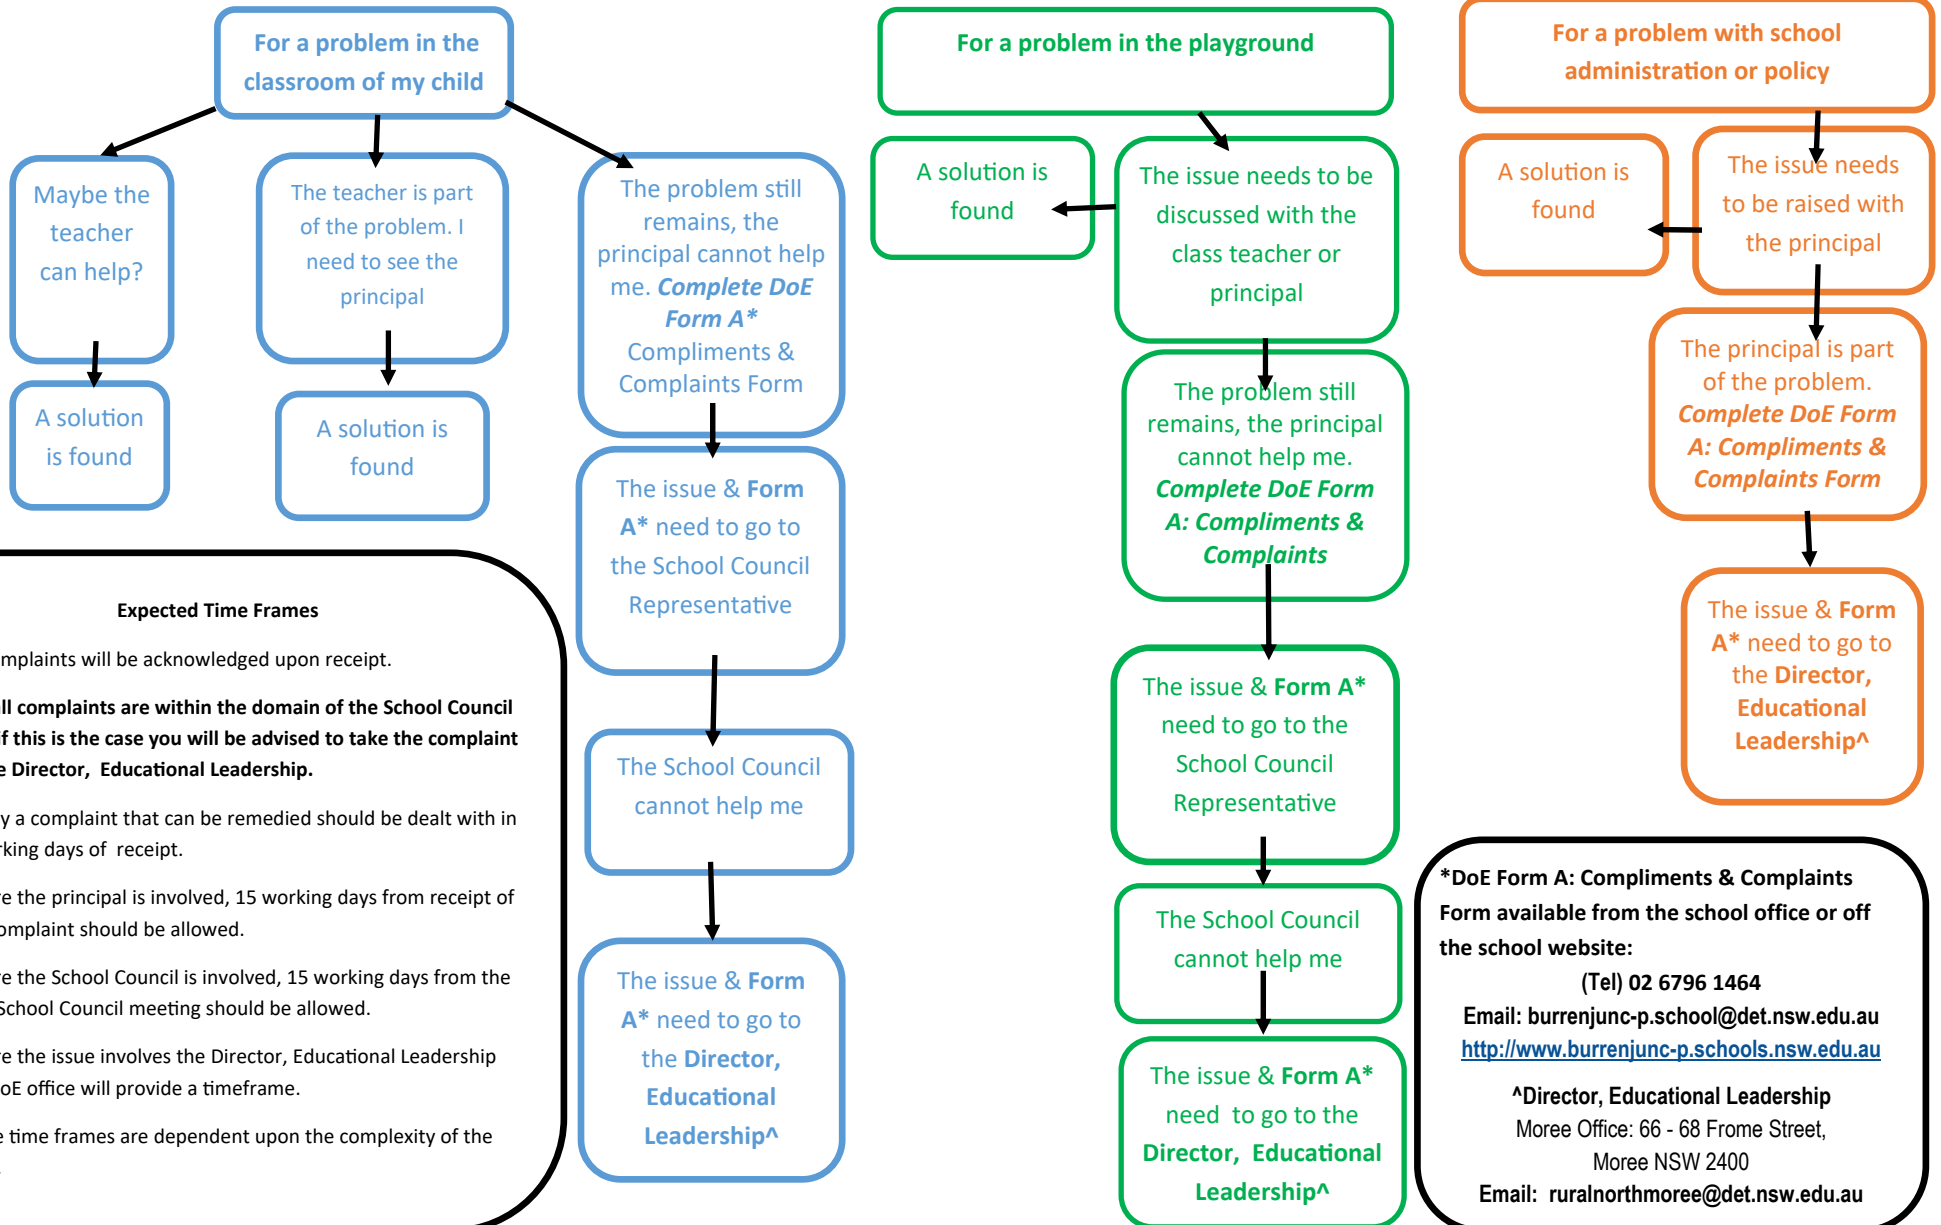 For a problem in the
classroom of my child
Maybe the
teacher
can help?
A solution
is found
The teacher is part
of the problem. I
need to see the
principal
A solution is
found
The problem still
remains, the
principal cannot help
me. Complete DoE
Form A*
Compliments &
Complaints Form
The issue & Form
A* need to go to
the School Council
Representative
The School Council
cannot help me
The issue & Form
A* need to go to
the Director,
Educational
Leadership^
For a problem in the playground
A solution is
found
The issue needs to be
discussed with the
class teacher or
principal
The problem still
remains, the principal
cannot help me.
Complete DoE Form
A: Compliments &
Complaints
The issue & Form A*
need to go to the
School Council
Representative
The School Council
cannot help me
The issue & Form A*
need to go to the
Director, Educational
Leadership^
For a problem with school
administration or policy
A solution is
found
The issue needs
to be raised with
the principal
The principal is part
of the problem.
Complete DoE Form
A: Compliments &
Complaints Form
The issue & Form
A* need to go to
the Director,
Educational
Leadership^
Expected Time Frames
will be acknowledged upon receipt.
complaints are within the domain of the School Council
if this is the case you will be advised to take the complaint
Director, Educational Leadership.
a complaint that can be remedied should be dealt with in
days of receipt.
the principal is involved, 15 working days from receipt of
should be allowed.
the School Council is involved, 15 working days from the
School Council meeting should be allowed.
the issue involves the Director, Educational Leadership
office will provide a timeframe.
time frames are dependent upon the complexity of the
*DoE Form A: Compliments & Complaints
Form available from the school office or off
the school website:
(Tel) 02 6796 1464
Email: burrenjunc-p.school@det.nsw.edu.au
http://www.burrenjunc-p.schools.nsw.edu.au
^Director, Educational Leadership
Moree Office: 66 - 68 Frome Street,
Moree NSW 2400
Email: ruralnorthmoree@det.nsw.edu.au